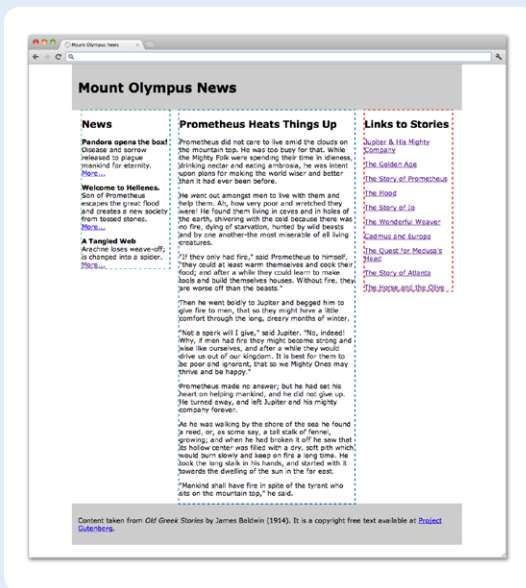 Mount Olympus News
Mount Olympus News
News
Pandora opens the box!
Disease and sorrow
released to plague
mankind for eternity.
More...
Welcome to Hellenes.
Son of Prometheus
escapes the great flood
and creates a new society
from tossed stones.
More...
A Tangled Web
Arachne loses weave-off;
is changed into a spider.
More...
Prometheus Heats Things Up
Prometheus did not care to live amid the clouds on
the mountain top. He was too busy for that. While
the Mighty Folk were spending their time in idleness,
drinking nectar and eating ambrosia, he was intent
upon plans for making the world wiser and better
than it had ever been before.
He went out amongst men to live with them and
help them. Ah, how very poor and wretched they
were! He found them living in caves and in holes of
the earth, shivering with the cold because there was
no fire, dying of starvation, hunted by wild beasts
and by one another-the most miserable of all living
creatures.
"If they only had fire," said Prometheus to himself,
"they could at least warm themselves and cook their
food; and after a while they could learn to make
tools and build themselves houses. Without fire, they
are worse off than the beasts."
Then he went boldly to Jupiter and begged him to
give fire to men, that so they might have a little
comfort through the long, dreary months of winter.
"Not a spark will I give," said Jupiter. "No, indeed!
Why, if men had fire they might become strong and
wise like ourselves, and after a while they would
drive us out of our kingdom. It is best for them to
be poor and ignorant, that so we Mighty Ones may
thrive and be happy."
Prometheus made no answer; but he had set his
heart on helping mankind, and he did not give up.
He turned away, and left Jupiter and his mighty
company forever.
As he was walking by the shore of the sea he found
a reed, or, as some say, a tall stalk of fennel,
growing; and when he had broken it off he saw that
its hollow center was filled with a dry, soft pith which
would burn slowly and keep on fire a long time. He
took the long stalk in his hands, and started with it
towards the dwelling of the sun in the far east.
"Mankind shall have fire in spite of the tyrant who
sits on the mountain top," he said.
Links to Stories
Jupiter & His Mighty
Company
The Golden Age
The Story of Prometheus
The Flood
The Story of Io
The Wonderful Weaver
Cadmus and Europa
The Quest for Medusa's
Head
The Story of Atlanta
The Horse and the Olive
Content taken from Old Greek Stories by James Baldwin (1914). It is a copyright free text available at Project
Gutenberg.